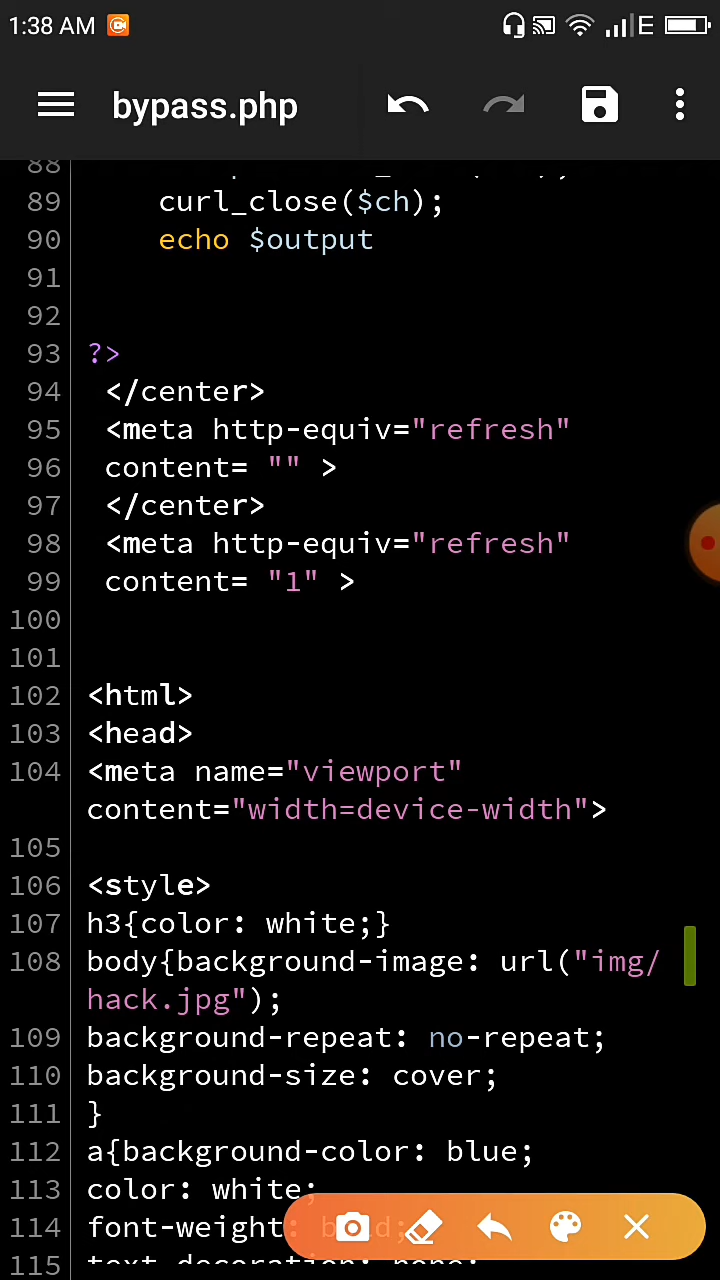 1:38 AM
E
bypass.php
88
89 curl_close($ch);
90 echo $output
91
92
93 ?>
94 </center>
95 <meta http-equiv="refresh"
96 content= "" >
97 </center>
98 <meta http-equiv="refresh"
99 content= "1" >
100
101
102 <html>
103 <head>
104 <meta name="viewport"
content="width=device-width">
105
106 <style>
107 h3{color: white;}
108 body{background-image: url("img/
hack.jpg");
109 background-repeat: no-repeat;
110 background-size: cover;
111 }
112 a{background-color: blue;
113 color: white;
114 font-weight: bold;
115 text-decoration: none;